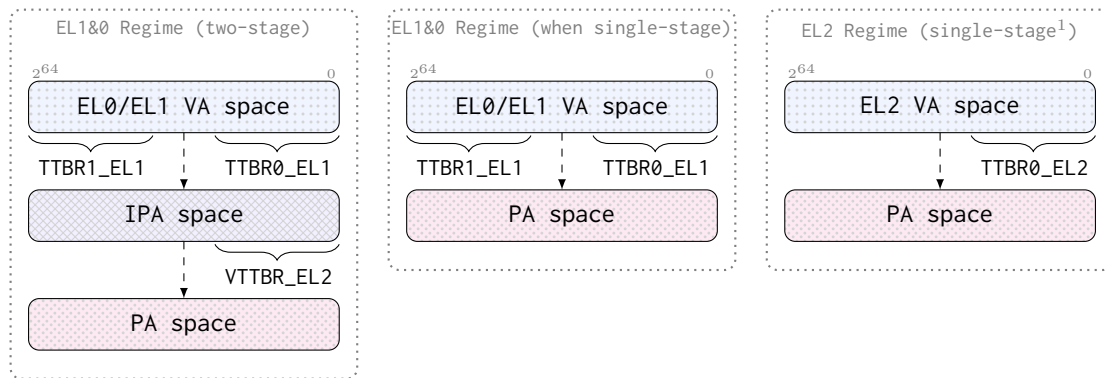 EL1&0 Regime (two-stage)
2^64 0
EL0/EL1 VA space
TTBR1_EL1 TTBR0_EL1
IPA space
VTTBR_EL2
PA space
EL1&0 Regime (when single-stage)
2^64 0
EL0/EL1 VA space
TTBR1_EL1 TTBR0_EL1
PA space
EL2 Regime (single-stage¹)
2^64 0
EL2 VA space
TTBR0_EL2
PA space